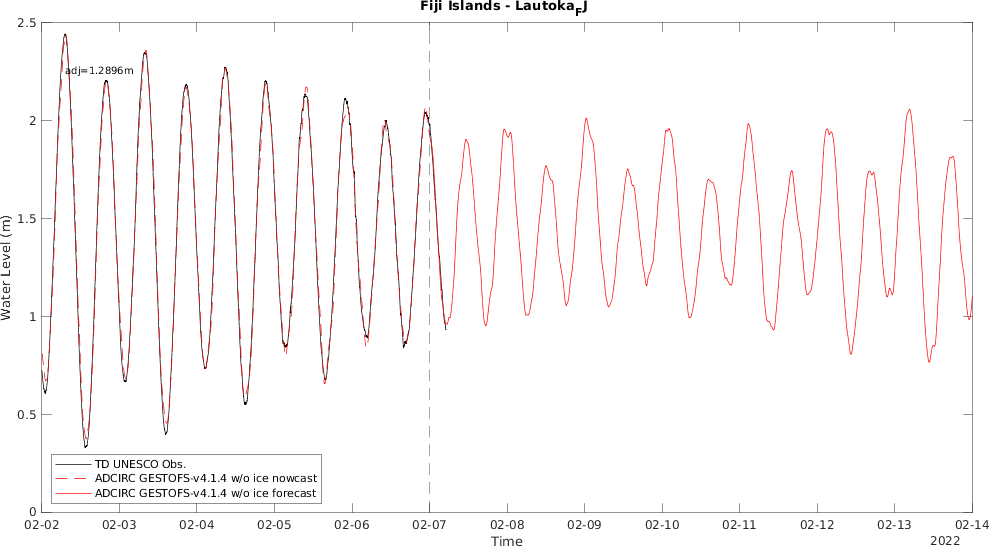 Fiji Islands - Lautoka_FJ
adj=1.2896m
2.5
2
1.5
1
0.5
0
Water Level (m)
TD UNESCO Obs.
ADCIRC GESTOFS-v4.1.4 w/o ice nowcast
ADCIRC GESTOFS-v4.1.4 w/o ice forecast
02-02 02-03 02-04 02-05 02-06 02-07 02-08 02-09 02-10 02-11 02-12 02-13 02-14
Time
2022